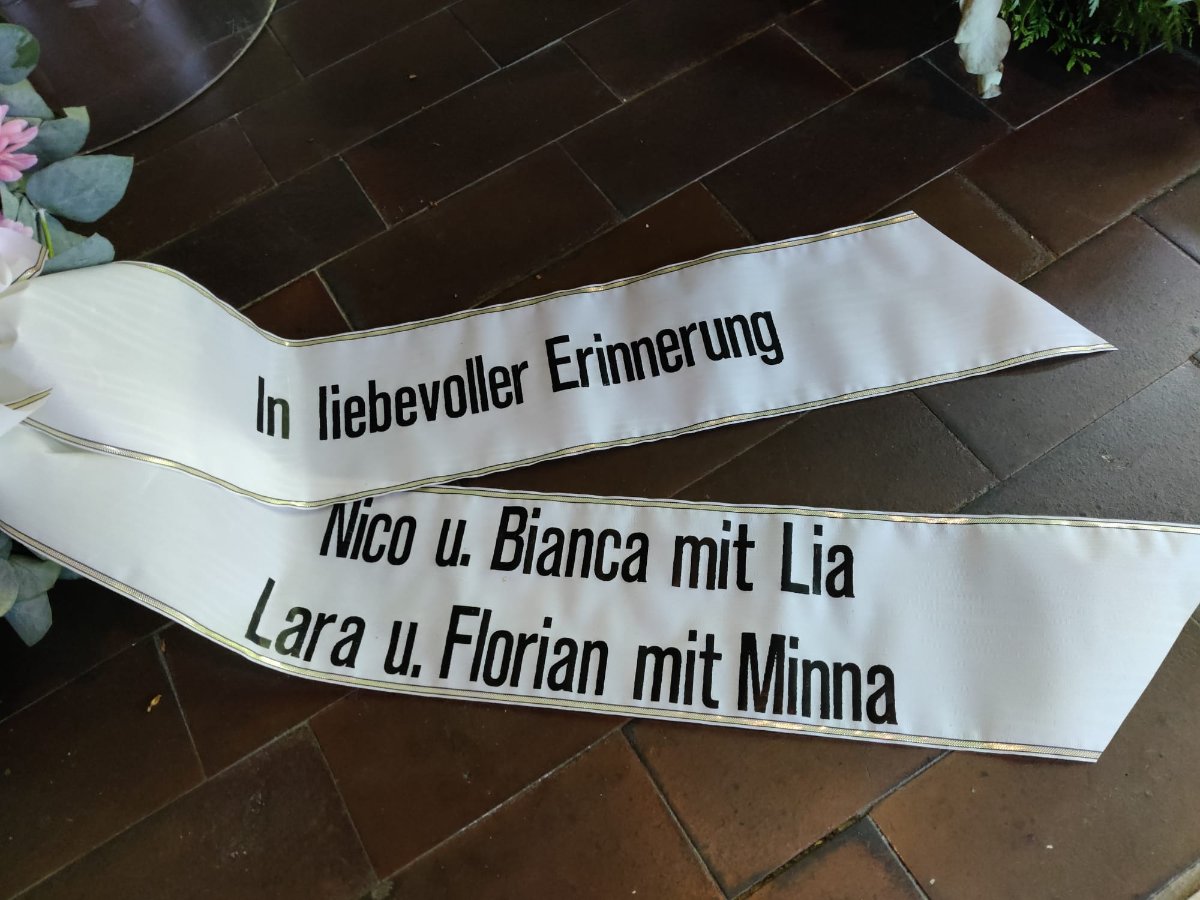 In liebevoller Erinnerung
Nico u. Bianca mit Lia
Lara u. Florian mit Minna